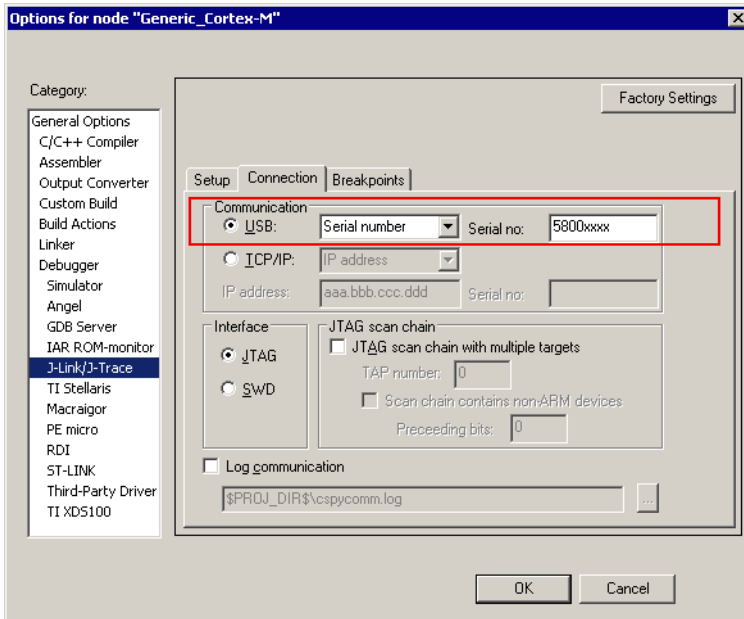 Options for node "Generic_Cortex-M"
Category:
General Options
C/C++ Compiler
Assembler
Output Converter
Custom Build
Build Actions
Linker
Debugger
Simulator
Angel
GDB Server
IAR ROM-monitor
J-Link/J-Trace
TI Stellaris
Macraigor
PE micro
RDI
ST-LINK
Third-Party Driver
TI XDS100
Factory Settings
Setup Connection Breakpoints
Communication
USB: Serial number Serial no: 5800xxxx
TCP/IP: IP address
IP address: aaa.bbb.ccc.ddd Serial no:
Interface
JTAG
SWD
JTAG scan chain
JTAG scan chain with multiple targets
TAP number: 0
Scan chain contains non-ARM devices
Preceeding bits: 0
Log communication
$PROJ_DIR$\cspycomm.log ...
OK Cancel